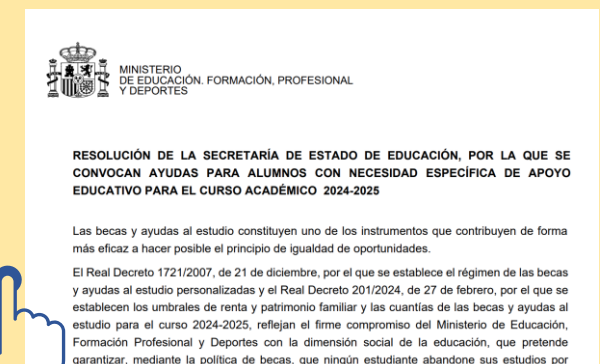 MINISTERIO
DE EDUCACIÓN. FORMACIÓN, PROFESIONAL
Y DEPORTES
RESOLUCIÓN DE LA SECRETARÍA DE ESTADO DE EDUCACIÓN, POR LA QUE SE
CONVOCAN AYUDAS PARA ALUMNOS CON NECESIDAD ESPECÍFICA DE APOYO
EDUCATIVO PARA EL CURSO ACADÉMICO 2024-2025
Las becas y ayudas al estudio constituyen uno de los instrumentos que contribuyen de forma
más eficaz a hacer posible el principio de igualdad de oportunidades.
El Real Decreto 1721/2007, de 21 de diciembre, por el que se establece el régimen de las becas
y ayudas al estudio personalizadas y el Real Decreto 201/2024, de 27 de febrero, por el que se
establecen los umbrales de renta y patrimonio familiar y las cuantías de las becas y ayudas al
estudio para el curso 2024-2025, reflejan el firme compromiso del Ministerio de Educación,
Formación Profesional y Deportes con la dimensión social de la educación, que pretende
garantizar, mediante la política de becas, que ningún estudiante abandone sus estudios por